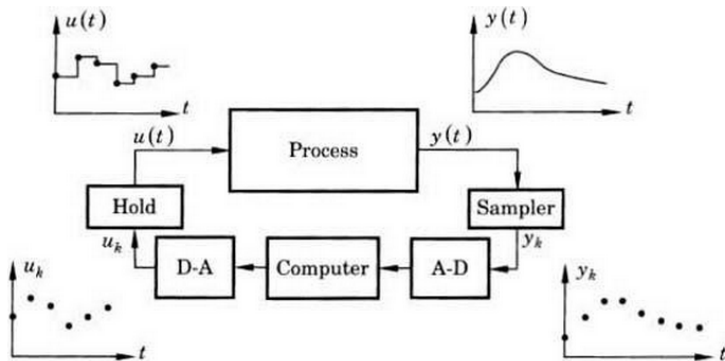 u(t)
y(t)
t
t
u(t)
Process
y(t)
Hold
Sampler
u_k
D-A
Computer
A-D
y_k
u_k
y_k
t
t